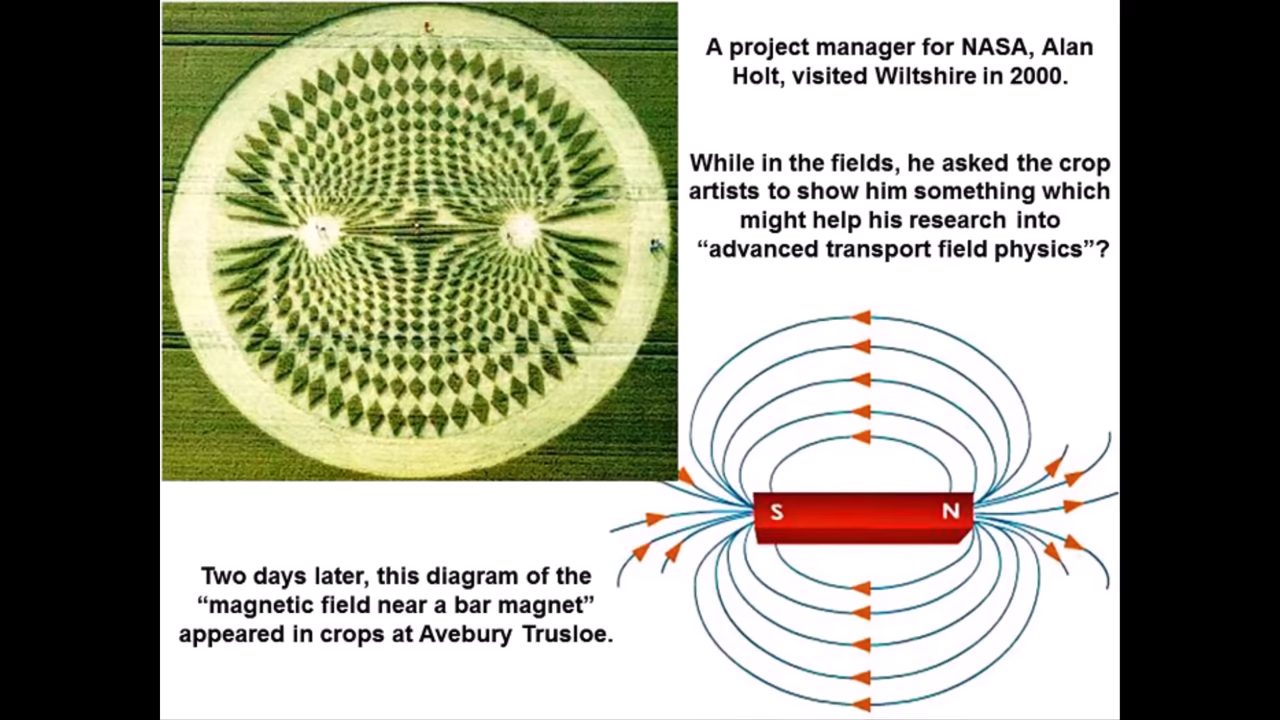 A project manager for NASA, Alan
Holt, visited Wiltshire in 2000.
While in the fields, he asked the crop
artists to show him something which
might help his research into
“advanced transport field physics”?
S
N
Two days later, this diagram of the
“magnetic field near a bar magnet”
appeared in crops at Avebury Trusloe.